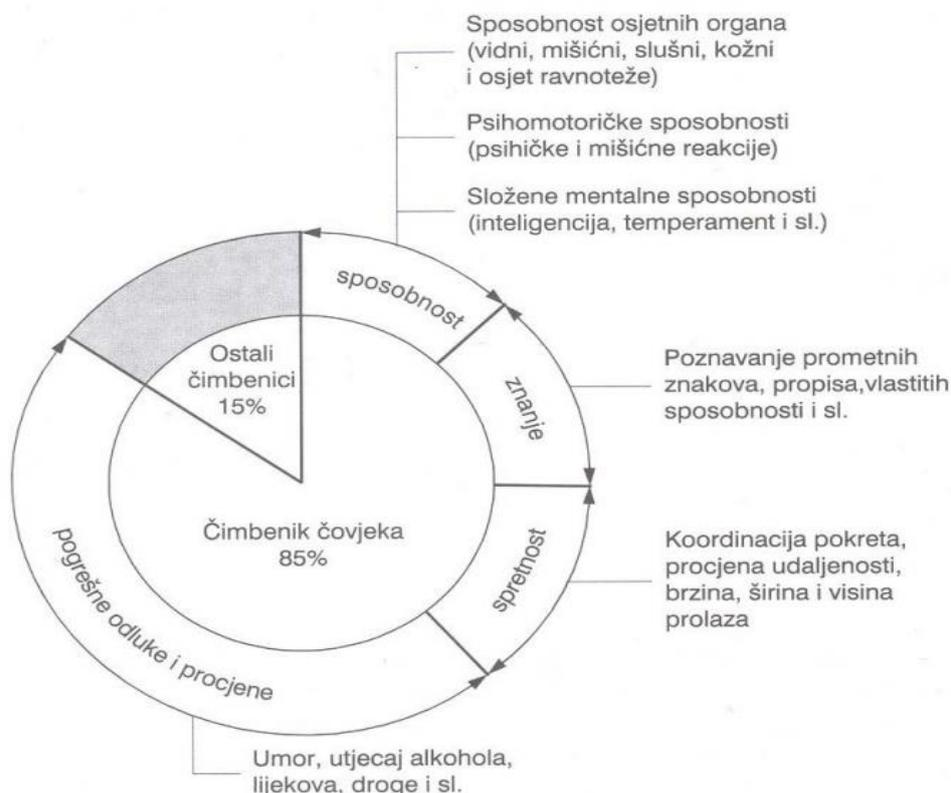 Sposobnost osjetnih organa
(vidni, mišićni, slušni, kožni
i osjet ravnoteže)
Psihomotoričke sposobnosti
(psihičke i mišićne reakcije)
Složene mentalne sposobnosti
(inteligencija, temperament i sl.)
sposobnost
Ostali
čimbenici
15%
znanje
Poznavanje prometnih
znakova, propisa,vlastitih
sposobnosti i sl.
Čimbenik čovjeka
85%
spretnost
Koordinacija pokreta,
procjena udaljenosti,
brzina, širina i visina
prolaza
pogrešne odluke i procjene
Umor, utjecaj alkohola,
lijekova, droge i sl.